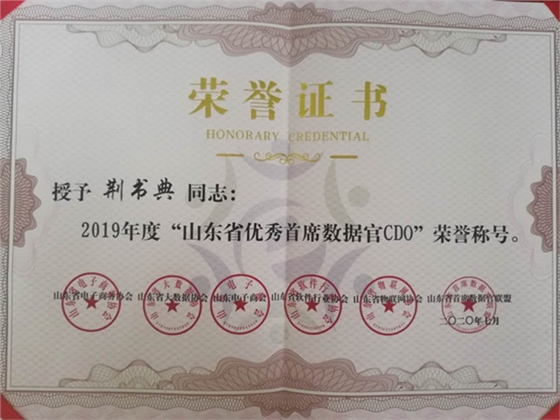 荣誉证书
HONORARY CREDENTIAL
授予 荆书典 同志：
2019年度“山东省优秀首席数据官CDO”荣誉称号。
山东省电子商务协会 山东省大数据协会 山东电子商会 山东省软件行业协会 山东省物联网协会 山东省首席数据官联盟
二〇二〇年七月